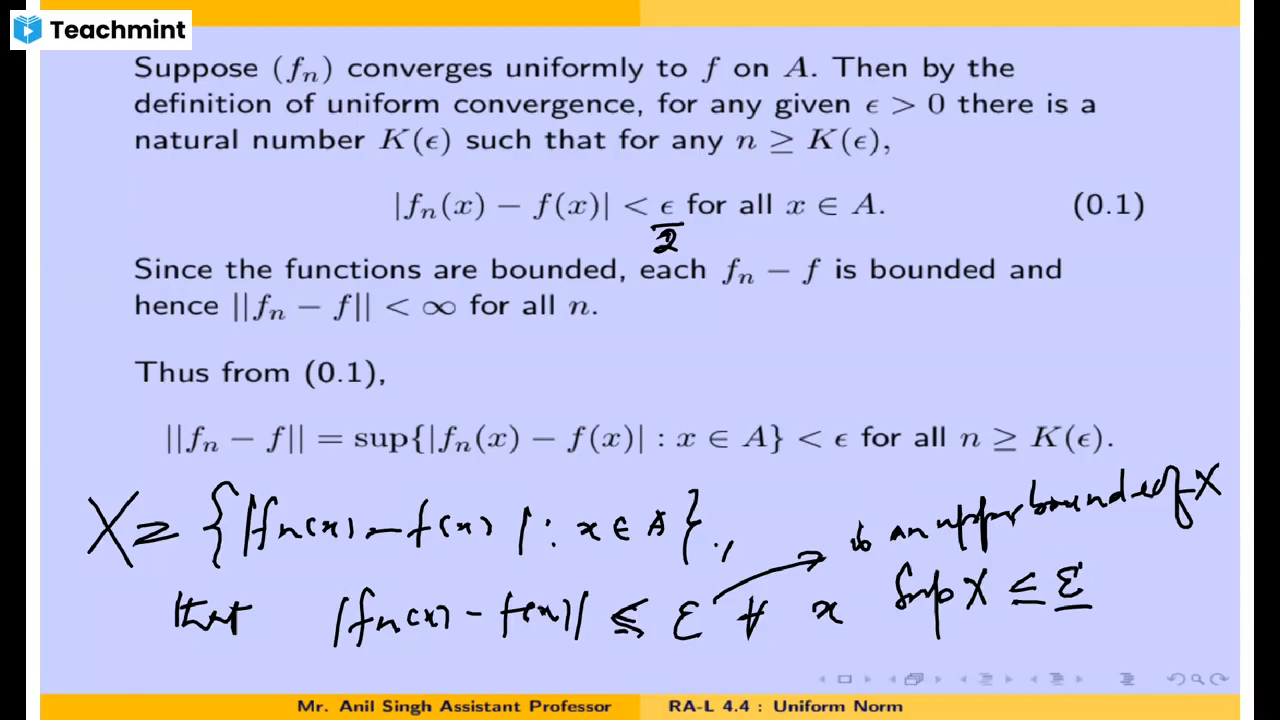 Teachmint
Suppose (fₙ) converges uniformly to f on A. Then by the
definition of uniform convergence, for any given ϵ > 0 there is a
natural number K(ϵ) such that for any n ≥ K(ϵ),
|fₙ(x) − f(x)| < ϵ for all x ∈ A. (0.1)
2
Since the functions are bounded, each fₙ − f is bounded and
hence ||fₙ − f|| < ∞ for all n.
Thus from (0.1),
||fₙ − f|| = sup{|fₙ(x) − f(x)| : x ∈ A} < ϵ for all n ≥ K(ϵ).
X = {|fₙ(x) − f(x)| : x ∈ A}.,
is an upper bound of X
that |fₙ(x) − f(x)| ≤ ε ∀ x
Sup X ≤ ε
Mr. Anil Singh Assistant Professor RA-L 4.4 : Uniform Norm